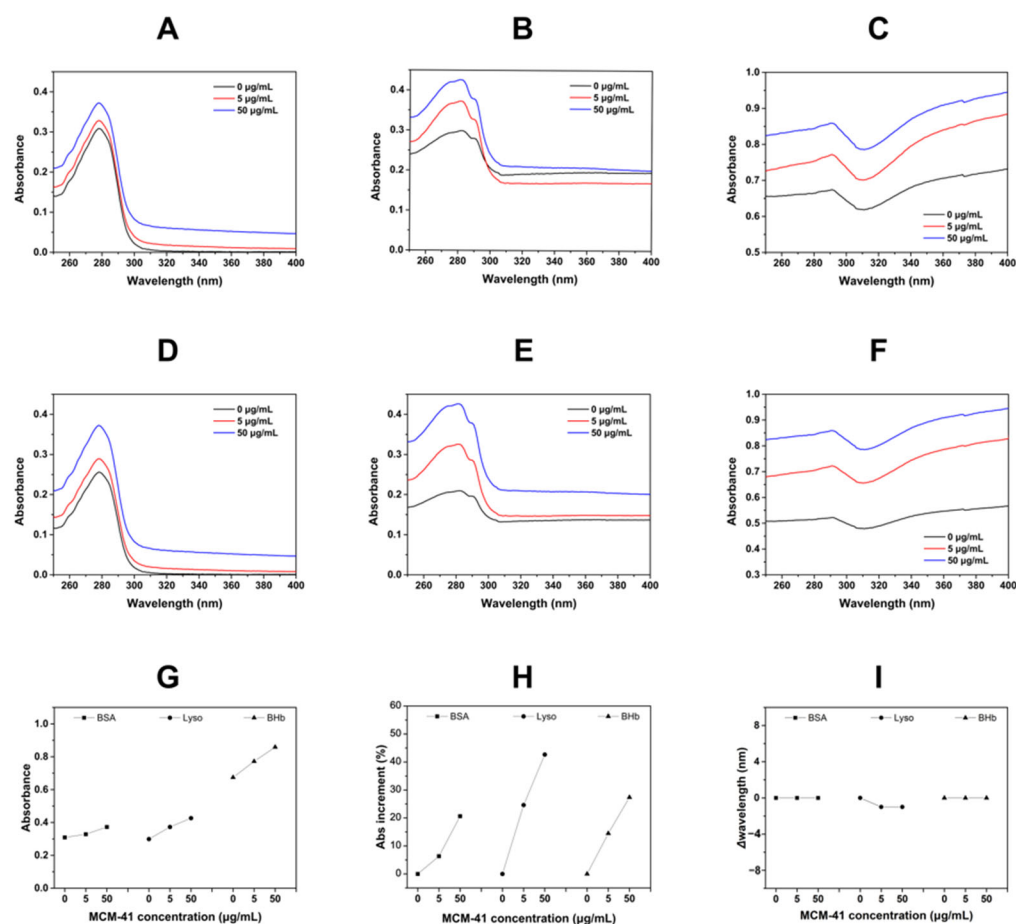 A
B
C
Absorbance
0.4
0.3
0.2
0.1
0.0
0 µg/mL
5 µg/mL
50 µg/mL
260 280 300 320 340 360 380 400
Wavelength (nm)
Absorbance
0.4
0.3
0.2
0.1
0.0
0 µg/mL
5 µg/mL
50 µg/mL
260 280 300 320 340 360 380 400
Wavelength (nm)
Absorbance
1.0
0.9
0.8
0.7
0.6
0.5
0 µg/mL
5 µg/mL
50 µg/mL
260 280 300 320 340 360 380 400
Wavelength (nm)
D
E
F
Absorbance
0.4
0.3
0.2
0.1
0.0
0 µg/mL
5 µg/mL
50 µg/mL
260 280 300 320 340 360 380 400
Wavelength (nm)
Absorbance
0.4
0.3
0.2
0.1
0.0
0 µg/mL
5 µg/mL
50 µg/mL
260 280 300 320 340 360 380 400
Wavelength (nm)
Absorbance
1.0
0.9
0.8
0.7
0.6
0.5
0.4
0.3
0 µg/mL
5 µg/mL
50 µg/mL
260 280 300 320 340 360 380 400
Wavelength (nm)
G
H
I
Absorbance
1.0
0.8
0.6
0.4
0.2
0.0
BSA Lyso BHb
0 5 50 0 5 50 0 5 50
MCM-41 concentration (µg/mL)
Abs increment (%)
60
50
40
30
20
10
0
BSA Lyso BHb
0 5 50 0 5 50 0 5 50
MCM-41 concentration (µg/mL)
Δwavelength (nm)
8
4
0
−4
−8
BSA Lyso BHb
0 5 50 0 5 50 0 5 50
MCM-41 concentration (µg/mL)